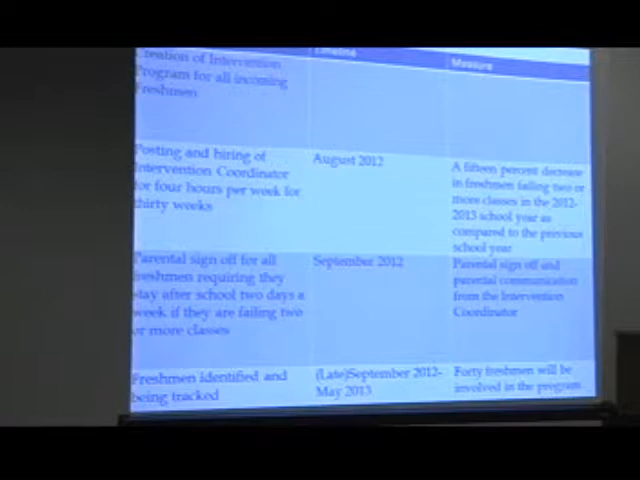 Timeline
Measure
Creation of Intervention
Program for all incoming
Freshmen
Posting and hiring of
Intervention Coordinator
for four hours per week for
thirty weeks
August 2012
A fifteen percent decrease
in freshmen failing two or
more classes in the 2012-
2013 school year as
compared to the previous
school year
Parental sign off for all
freshmen requiring they
stay after school two days a
week if they are failing two
or more classes
September 2012
Parental sign off and
parental communication
from the Intervention
Coordinator
Freshmen identified and
being tracked
(Late)September 2012-
May 2013
Forty freshmen will be
involved in the program